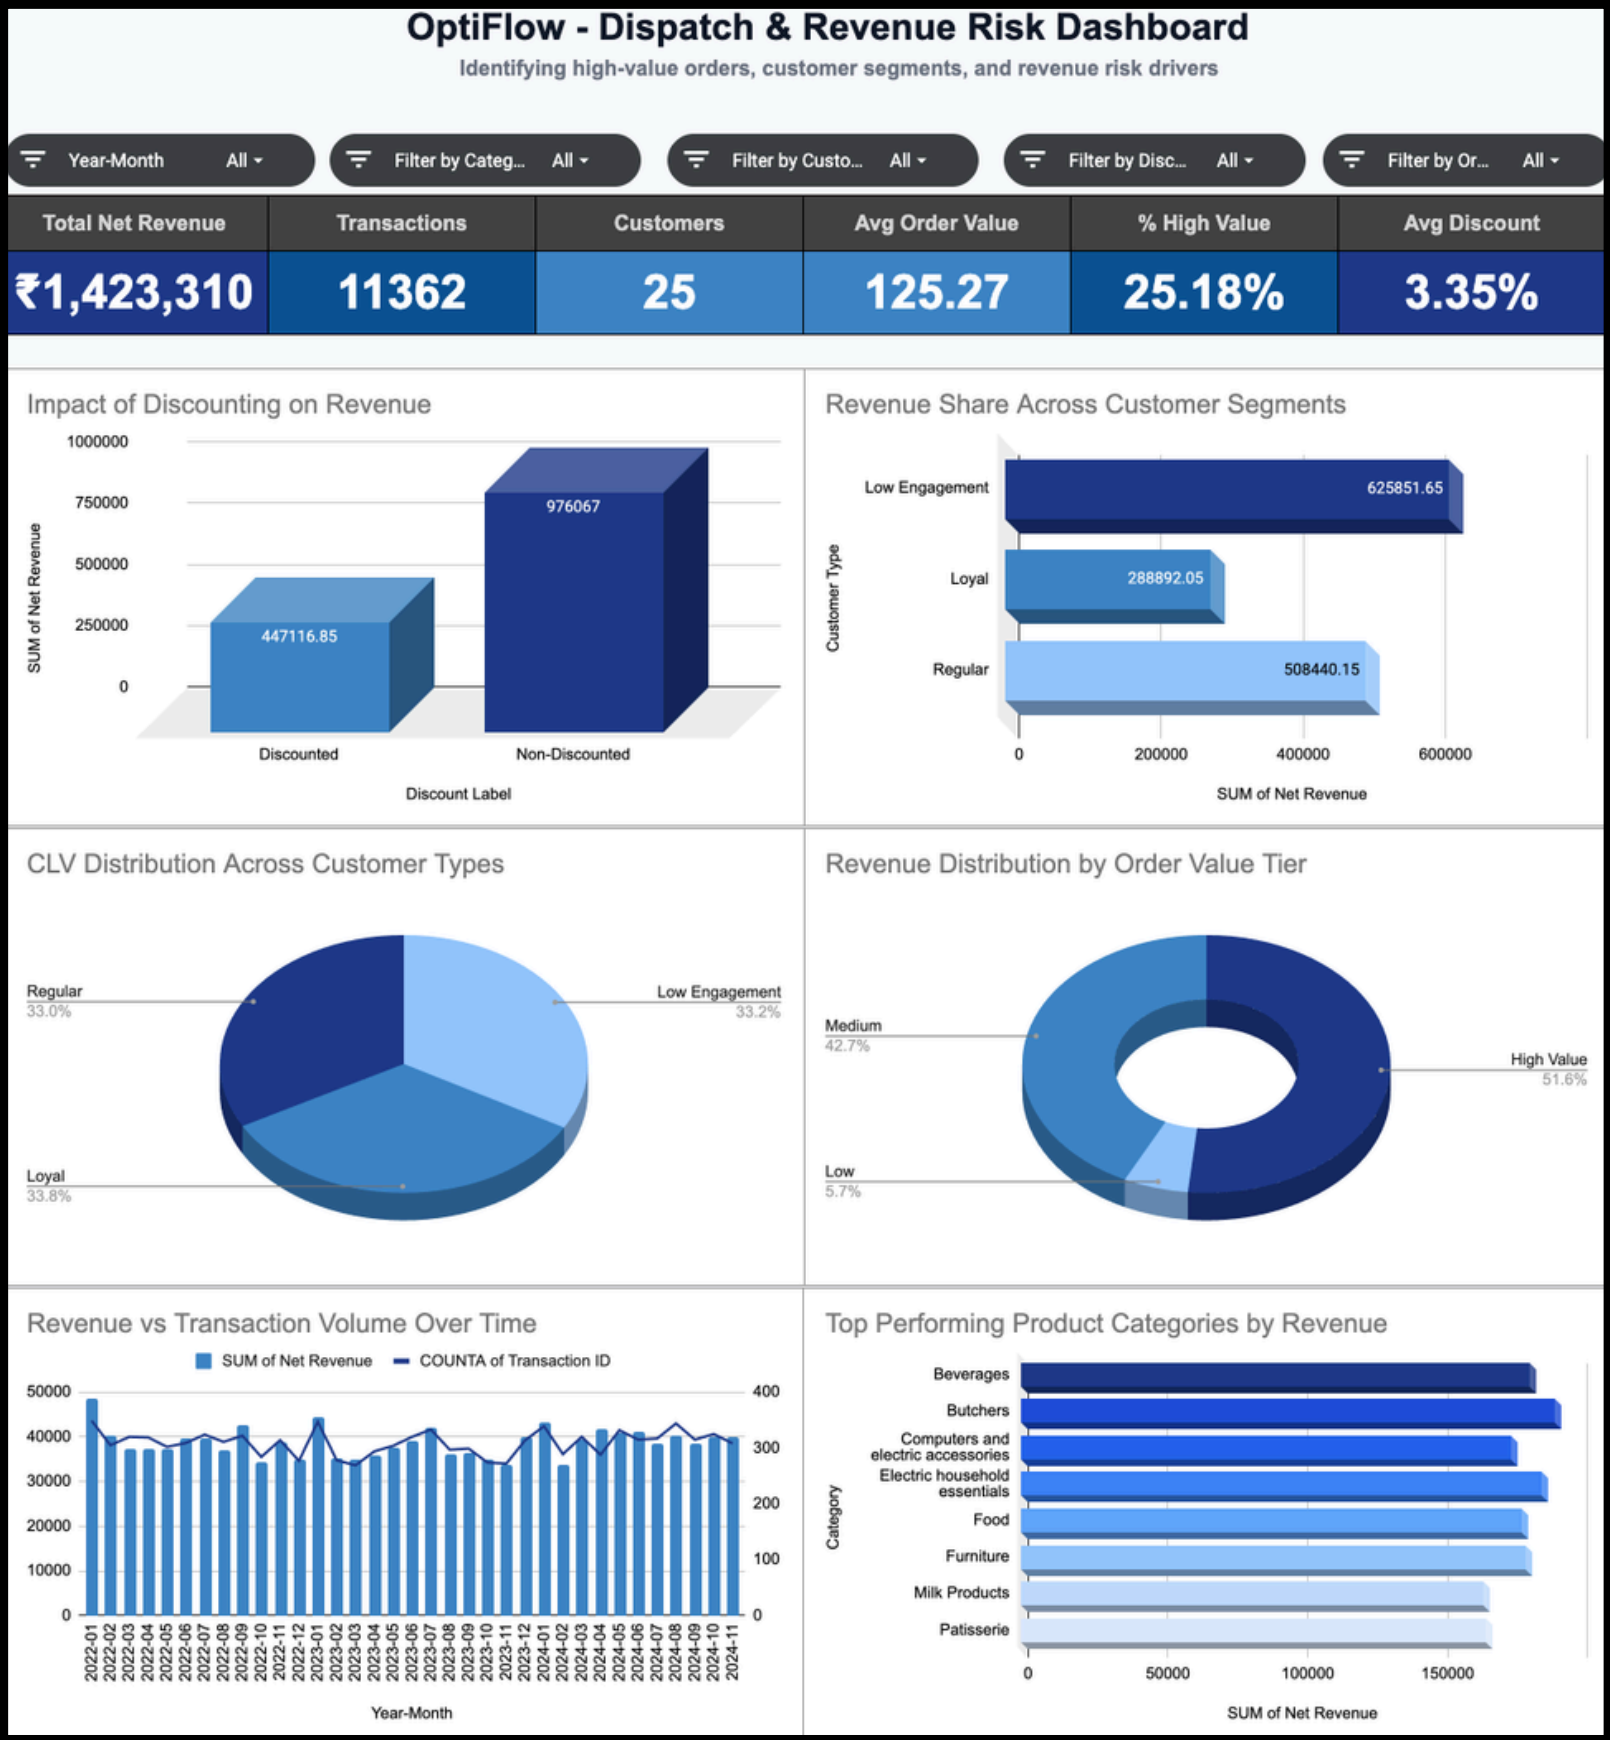 OptiFlow - Dispatch & Revenue Risk Dashboard
Identifying high-value orders, customer segments, and revenue risk drivers
Year-Month All
Filter by Categ... All
Filter by Custo... All
Filter by Disc... All
Filter by Or... All
Total Net Revenue
Transactions
Customers
Avg Order Value
% High Value
Avg Discount
₹1,423,310
11362
25
125.27
25.18%
3.35%
Impact of Discounting on Revenue
SUM of Net Revenue
1000000
750000
500000
250000
0
447116.85
976067
Discounted
Non-Discounted
Discount Label
Revenue Share Across Customer Segments
Customer Type
Low Engagement
625851.65
Loyal
288892.05
Regular
508440.15
0
200000
400000
600000
SUM of Net Revenue
CLV Distribution Across Customer Types
Regular
33.0%
Low Engagement
33.2%
Loyal
33.8%
Revenue Distribution by Order Value Tier
Medium
42.7%
High Value
51.6%
Low
5.7%
Revenue vs Transaction Volume Over Time
SUM of Net Revenue
COUNTA of Transaction ID
50000
40000
30000
20000
10000
0
400
300
200
100
0
2022-01
2022-02
2022-03
2022-04
2022-05
2022-06
2022-07
2022-08
2022-09
2022-10
2022-11
2022-12
2023-01
2023-02
2023-03
2023-04
2023-05
2023-06
2023-07
2023-08
2023-09
2023-10
2023-11
2023-12
2024-01
2024-02
2024-03
2024-04
2024-05
2024-06
2024-07
2024-08
2024-09
2024-10
2024-11
Year-Month
Top Performing Product Categories by Revenue
Category
Beverages
Butchers
Computers and
electric accessories
Electric household
essentials
Food
Furniture
Milk Products
Patisserie
0
50000
100000
150000
SUM of Net Revenue